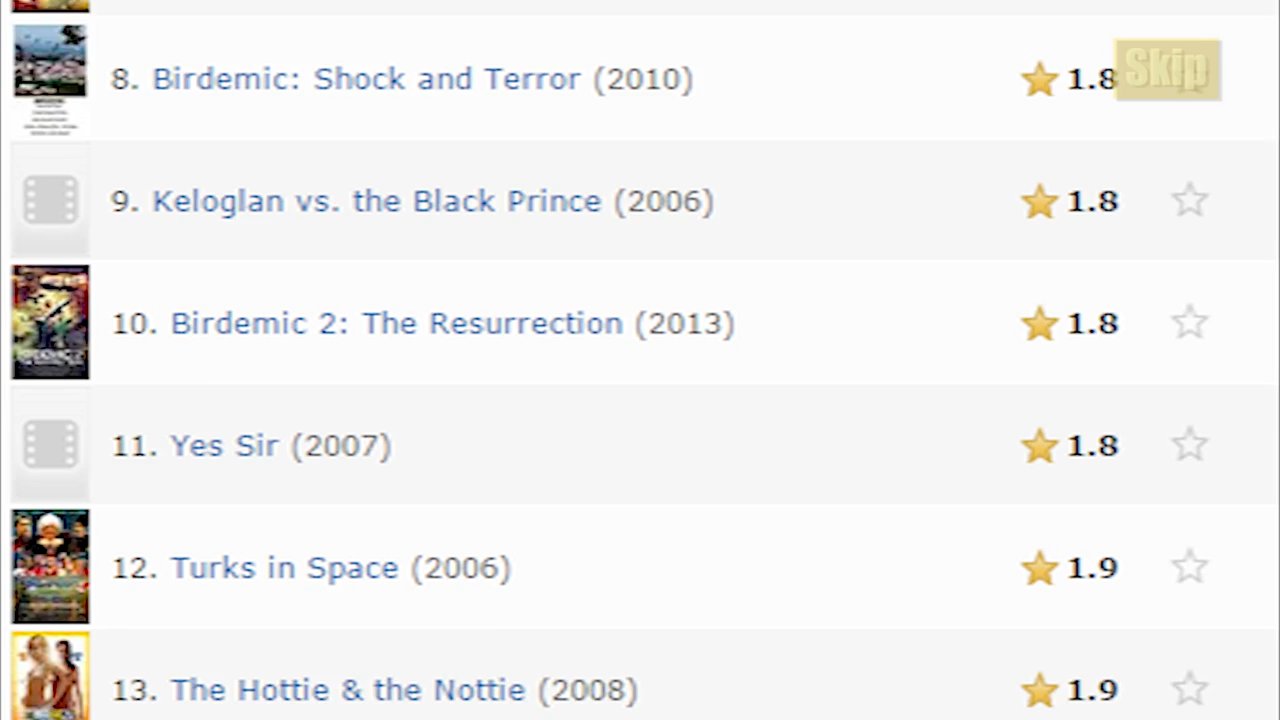 8. Birdemic: Shock and Terror (2010) 1.8 Skip
9. Keloglan vs. the Black Prince (2006) 1.8
10. Birdemic 2: The Resurrection (2013) 1.8
11. Yes Sir (2007) 1.8
12. Turks in Space (2006) 1.9
13. The Hottie & the Nottie (2008) 1.9